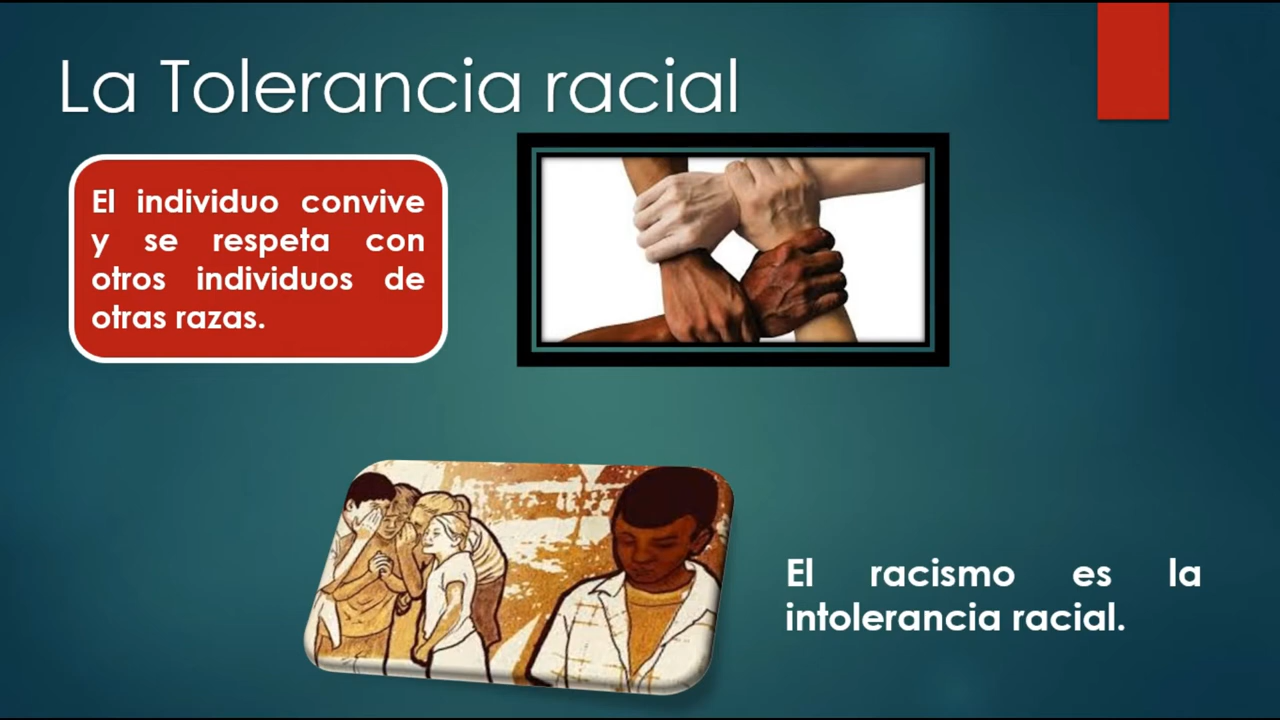 La Tolerancia racial
El individuo convive
y se respeta con
otros individuos de
otras razas.
El racismo es la
intolerancia racial.